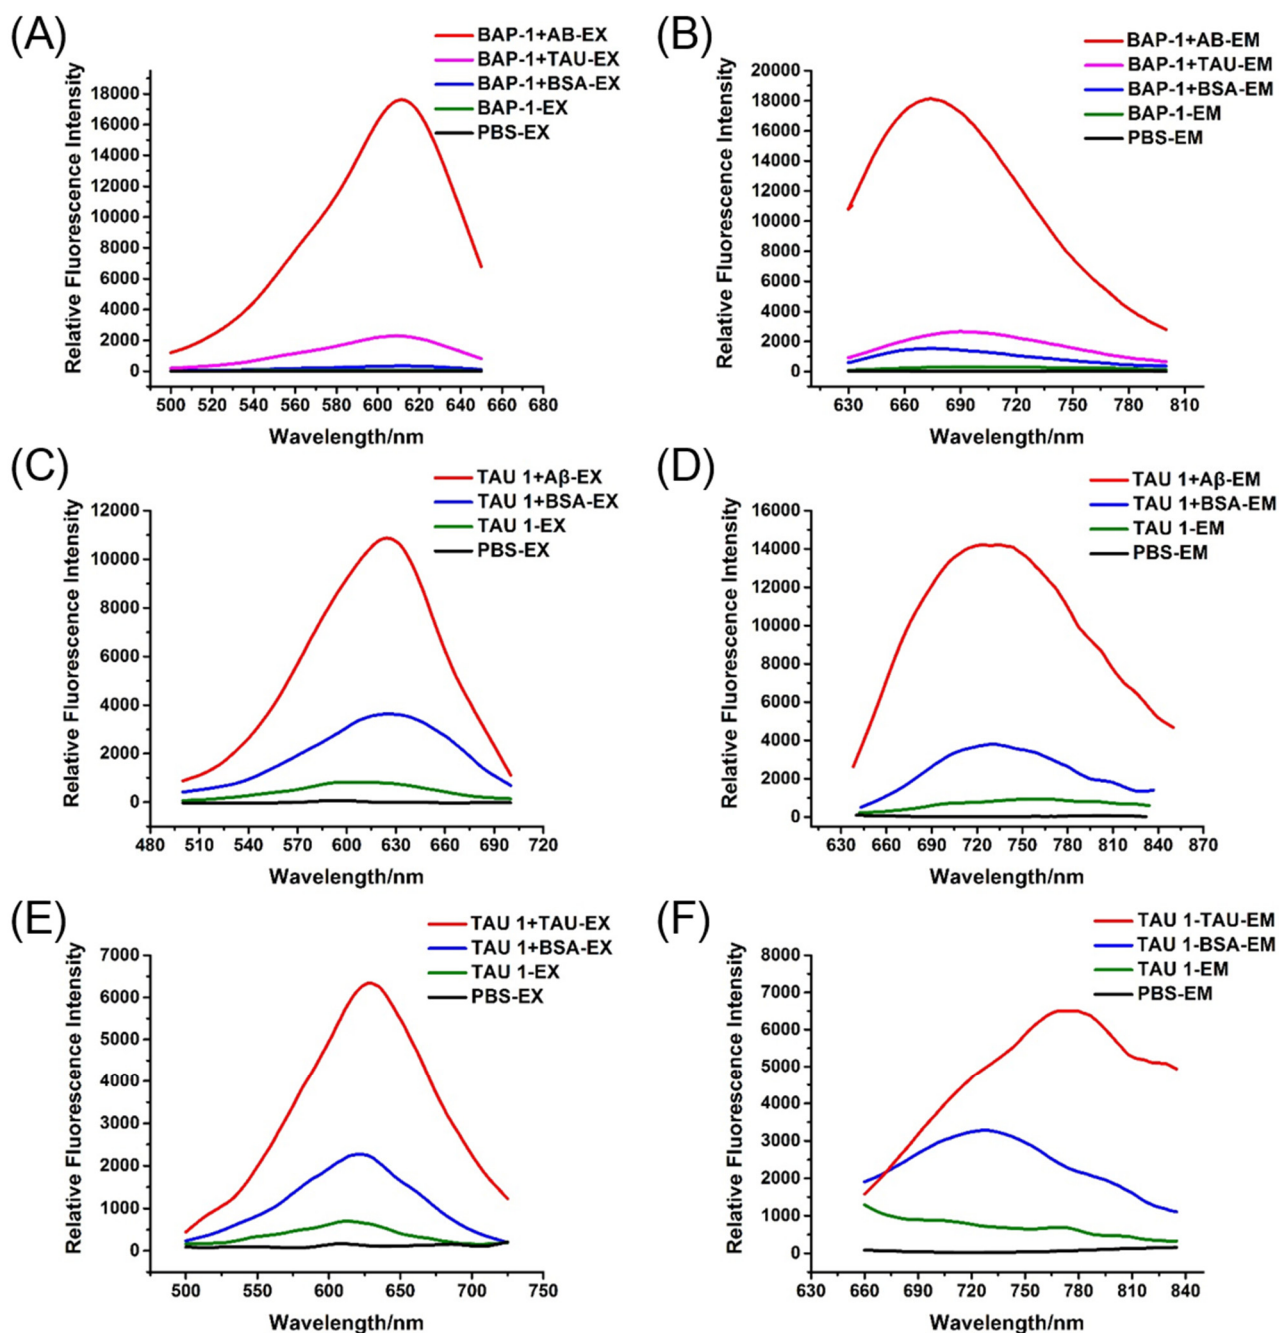 (A)
BAP-1+AB-EX
BAP-1+TAU-EX
BAP-1+BSA-EX
BAP-1-EX
PBS-EX
Relative Fluorescence Intensity
18000
16000
14000
12000
10000
8000
6000
4000
2000
0
500 520 540 560 580 600 620 640 660 680
Wavelength/nm
(B)
BAP-1+AB-EM
BAP-1+TAU-EM
BAP-1+BSA-EM
BAP-1-EM
PBS-EM
Relative Fluorescence Intensity
20000
18000
16000
14000
12000
10000
8000
6000
4000
2000
0
630 660 690 720 750 780 810
Wavelength/nm
(C)
TAU 1+Aβ-EX
TAU 1+BSA-EX
TAU 1-EX
PBS-EX
Relative Fluorescence Intensity
12000
10000
8000
6000
4000
2000
0
480 510 540 570 600 630 660 690 720
Wavelength/nm
(D)
TAU 1+Aβ-EM
TAU 1+BSA-EM
TAU 1-EM
PBS-EM
Relative Fluorescence Intensity
16000
14000
12000
10000
8000
6000
4000
2000
0
630 660 690 720 750 780 810 840 870
Wavelength/nm
(E)
TAU 1+TAU-EX
TAU 1+BSA-EX
TAU 1-EX
PBS-EX
Relative Fluorescence Intensity
7000
6000
5000
4000
3000
2000
1000
0
500 550 600 650 700 750
Wavelength/nm
(F)
TAU 1-TAU-EM
TAU 1-BSA-EM
TAU 1-EM
PBS-EM
Relative Fluorescence Intensity
8000
7000
6000
5000
4000
3000
2000
1000
0
630 660 690 720 750 780 810 840
Wavelength/nm